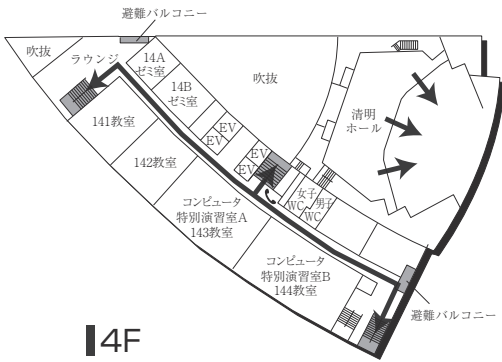 避難バルコニー
吹抜
ラウンジ
14A
ゼミ室
14B
ゼミ室
吹抜
清明
ホール
141教室
EV
EV
EV
EV
142教室
女子
WC
男子
WC
コンピュータ
特別演習室A
143教室
コンピュータ
特別演習室B
144教室
避難バルコニー
4F